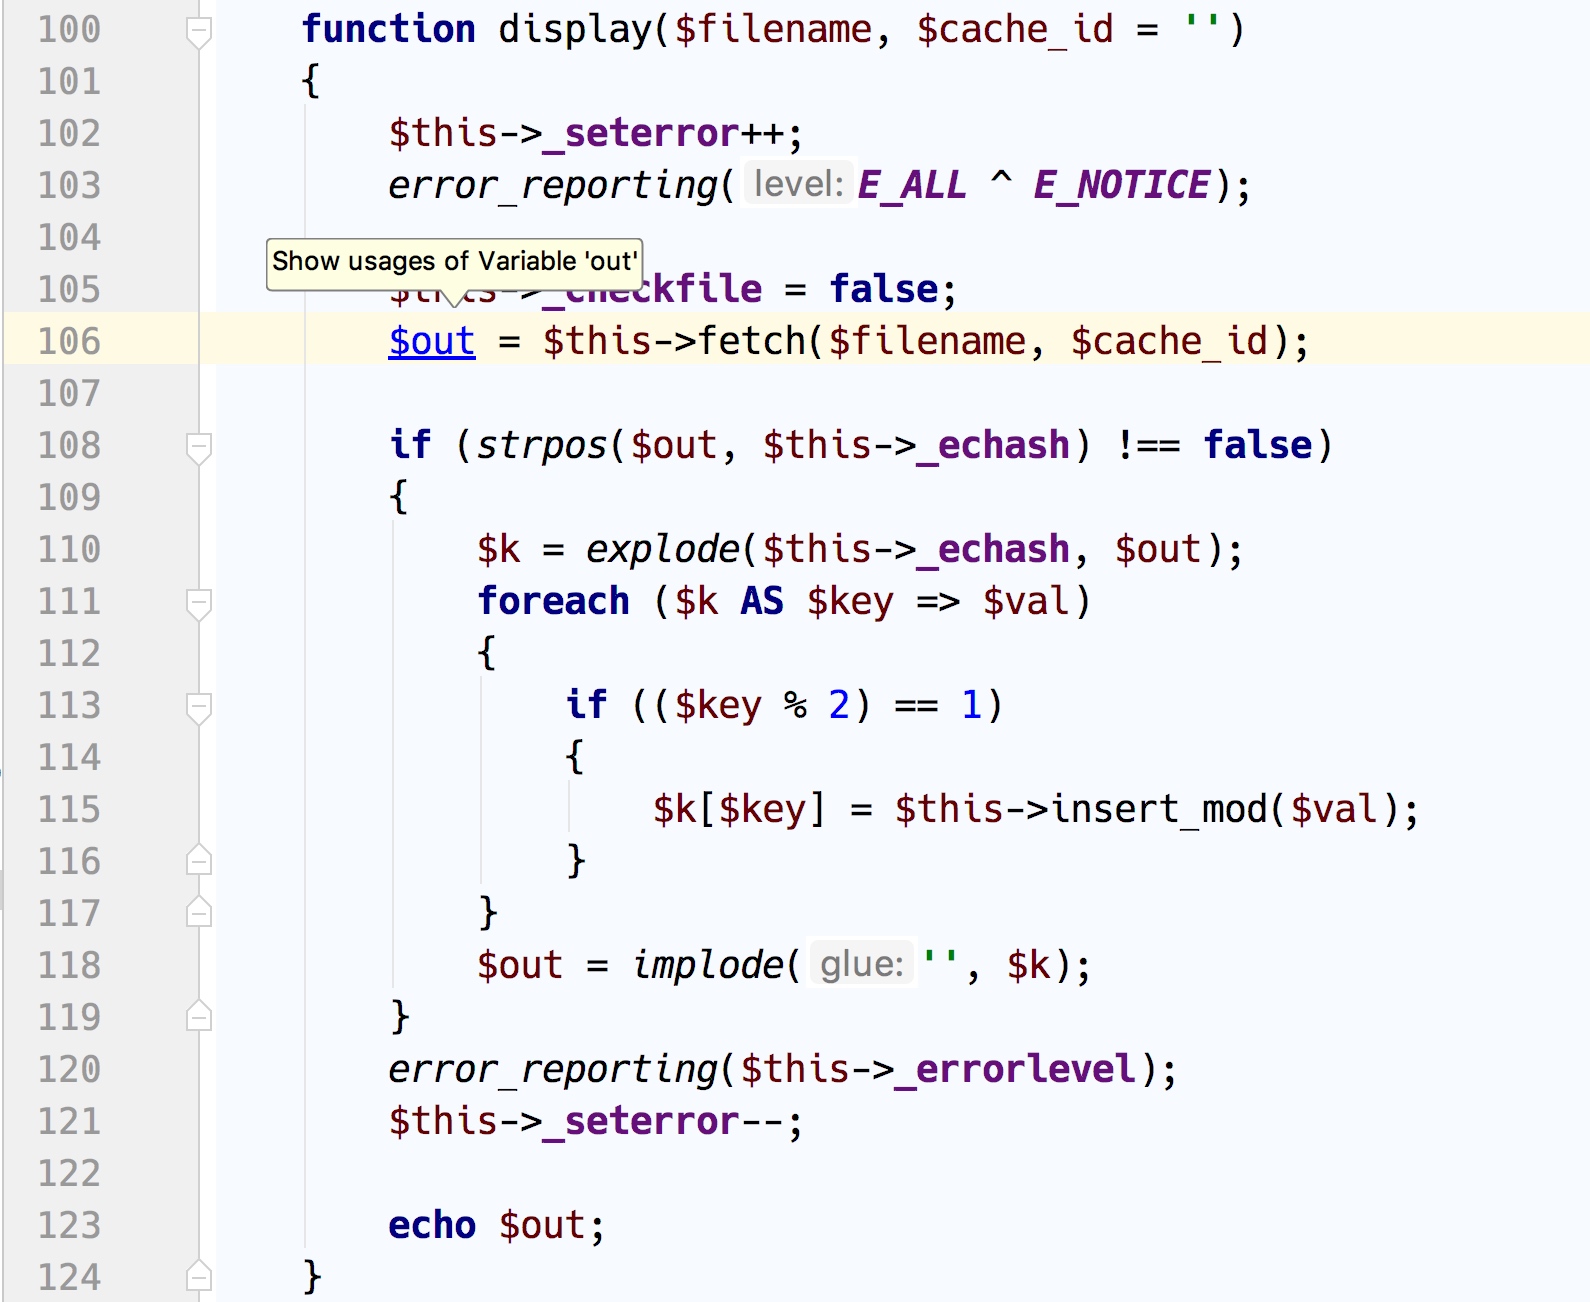 100 function display($filename, $cache_id = '')
101 {
102 $this->_seterror++;
103 error_reporting( level: E_ALL ^ E_NOTICE);
104
Show usages of Variable 'out'
105 $this->_checkfile = false;
106 $out = $this->fetch($filename, $cache_id);
107
108 if (strpos($out, $this->_echash) !== false)
109 {
110 $k = explode($this->_echash, $out);
111 foreach ($k AS $key => $val)
112 {
113 if (($key % 2) == 1)
114 {
115 $k[$key] = $this->insert_mod($val);
116 }
117 }
118 $out = implode( glue: '', $k);
119 }
120 error_reporting($this->_errorlevel);
121 $this->_seterror--;
122
123 echo $out;
124 }